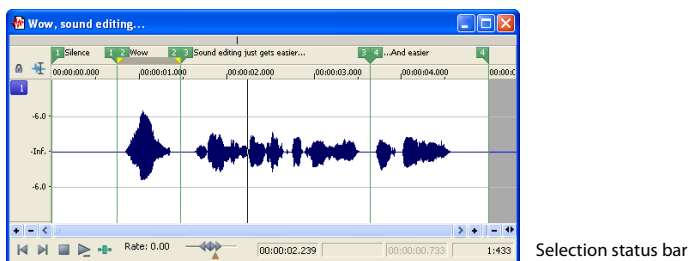 Wow, sound editing...
1 Silence 1 2 Wow 2 3 Sound editing just gets easier... 3 4 ...And easier 4
00:00:00.000 ,00:00:01.000 ,00:00:02.000 ,00:00:03.000 ,00:00:04.000 00:00:0
1
-6.0
-Inf.
-6.0
Rate: 0.00 00:00:02.239 00:00:00.733 1:433
Selection status bar